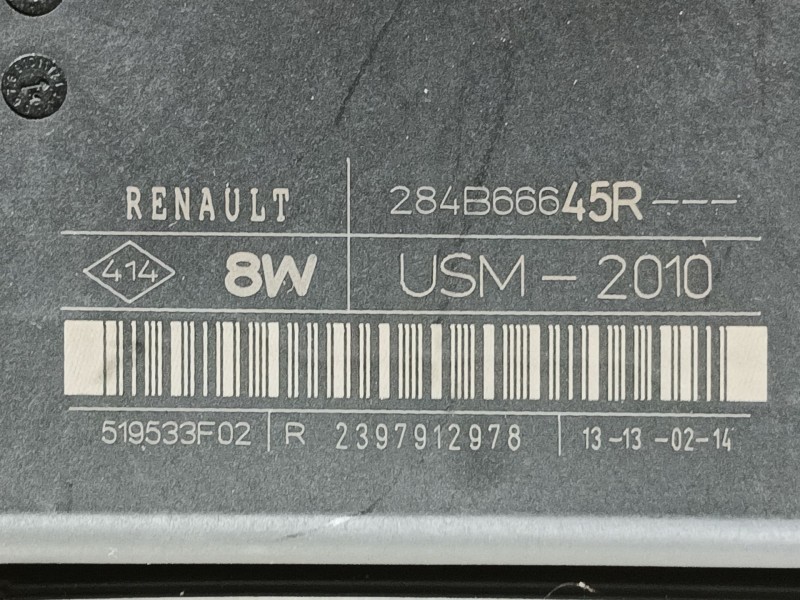 RENAULT 284B66645R---
414 8W USM-2010
519533F02 R 2397912978 13-13-02-14